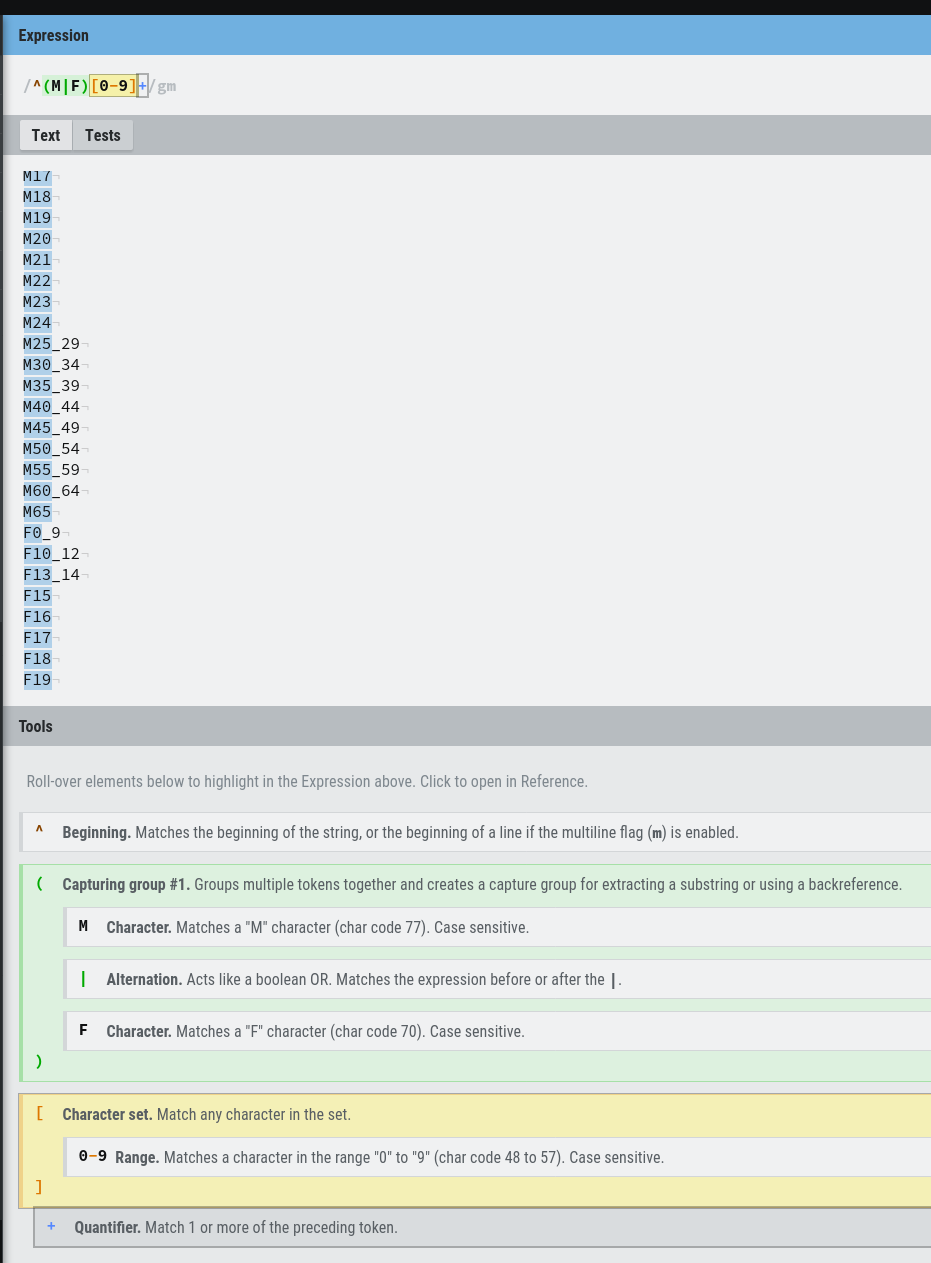 Expression
/^(M|F)[0-9]+/gm
Text Tests
M17¬
M18¬
M19¬
M20¬
M21¬
M22¬
M23¬
M24¬
M25_29¬
M30_34¬
M35_39¬
M40_44¬
M45_49¬
M50_54¬
M55_59¬
M60_64¬
M65¬
F0_9¬
F10_12¬
F13_14¬
F15¬
F16¬
F17¬
F18¬
F19¬
Tools
Roll-over elements below to highlight in the Expression above. Click to open in Reference.
^ Beginning. Matches the beginning of the string, or the beginning of a line if the multiline flag (m) is enabled.
( Capturing group #1. Groups multiple tokens together and creates a capture group for extracting a substring or using a backreference.
M Character. Matches a "M" character (char code 77). Case sensitive.
| Alternation. Acts like a boolean OR. Matches the expression before or after the |.
F Character. Matches a "F" character (char code 70). Case sensitive.
)
[ Character set. Match any character in the set.
0-9 Range. Matches a character in the range "0" to "9" (char code 48 to 57). Case sensitive.
]
+ Quantifier. Match 1 or more of the preceding token.